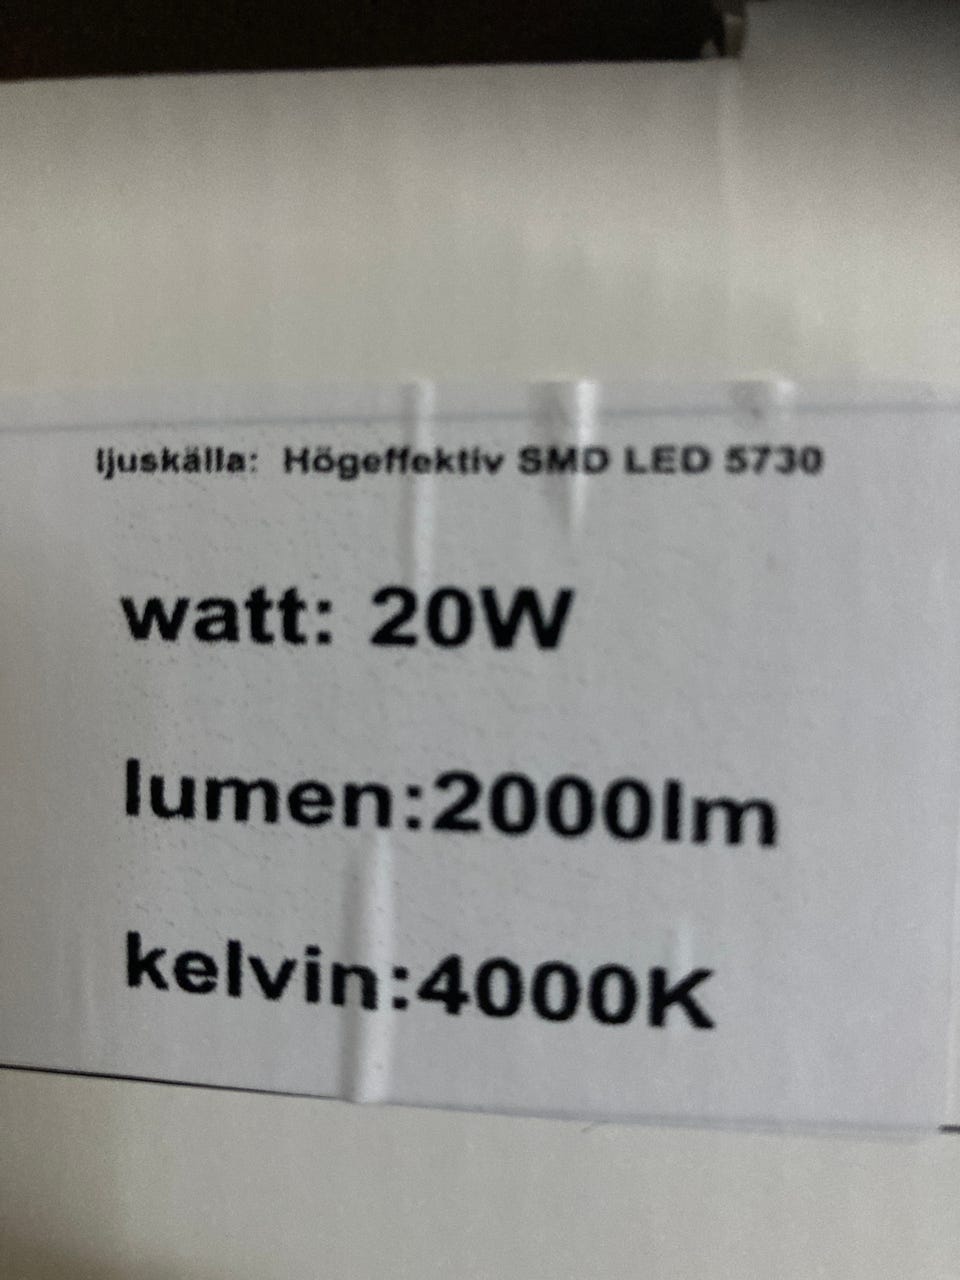 ljuskälla: Högeffektiv SMD LED 5730
watt: 20W
lumen:2000lm
kelvin:4000K